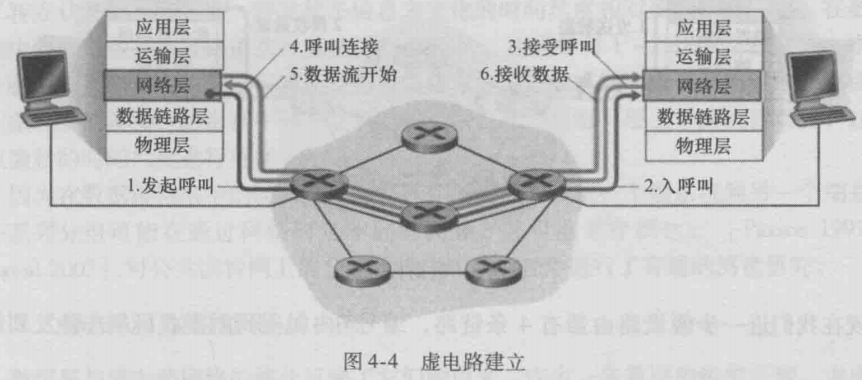 应用层
运输层
网络层
数据链路层
物理层
4.呼叫连接
5.数据流开始
3.接受呼叫
6.接收数据
应用层
运输层
网络层
数据链路层
物理层
1.发起呼叫
2.入呼叫
图 4-4 虚电路建立